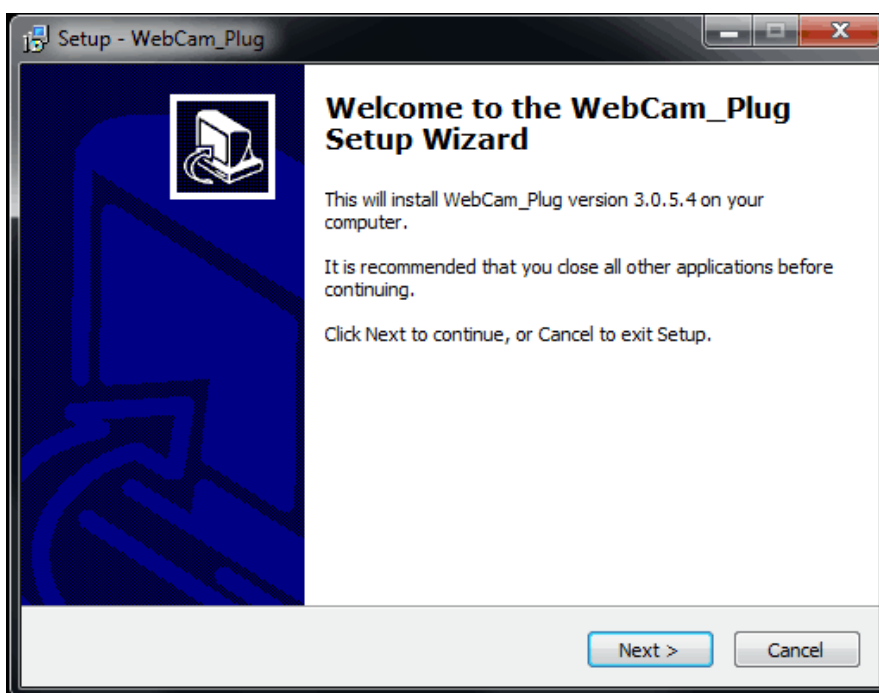 Setup - WebCam_Plug
Welcome to the WebCam_Plug
Setup Wizard
This will install WebCam_Plug version 3.0.5.4 on your
computer.
It is recommended that you close all other applications before
continuing.
Click Next to continue, or Cancel to exit Setup.
Next >
Cancel